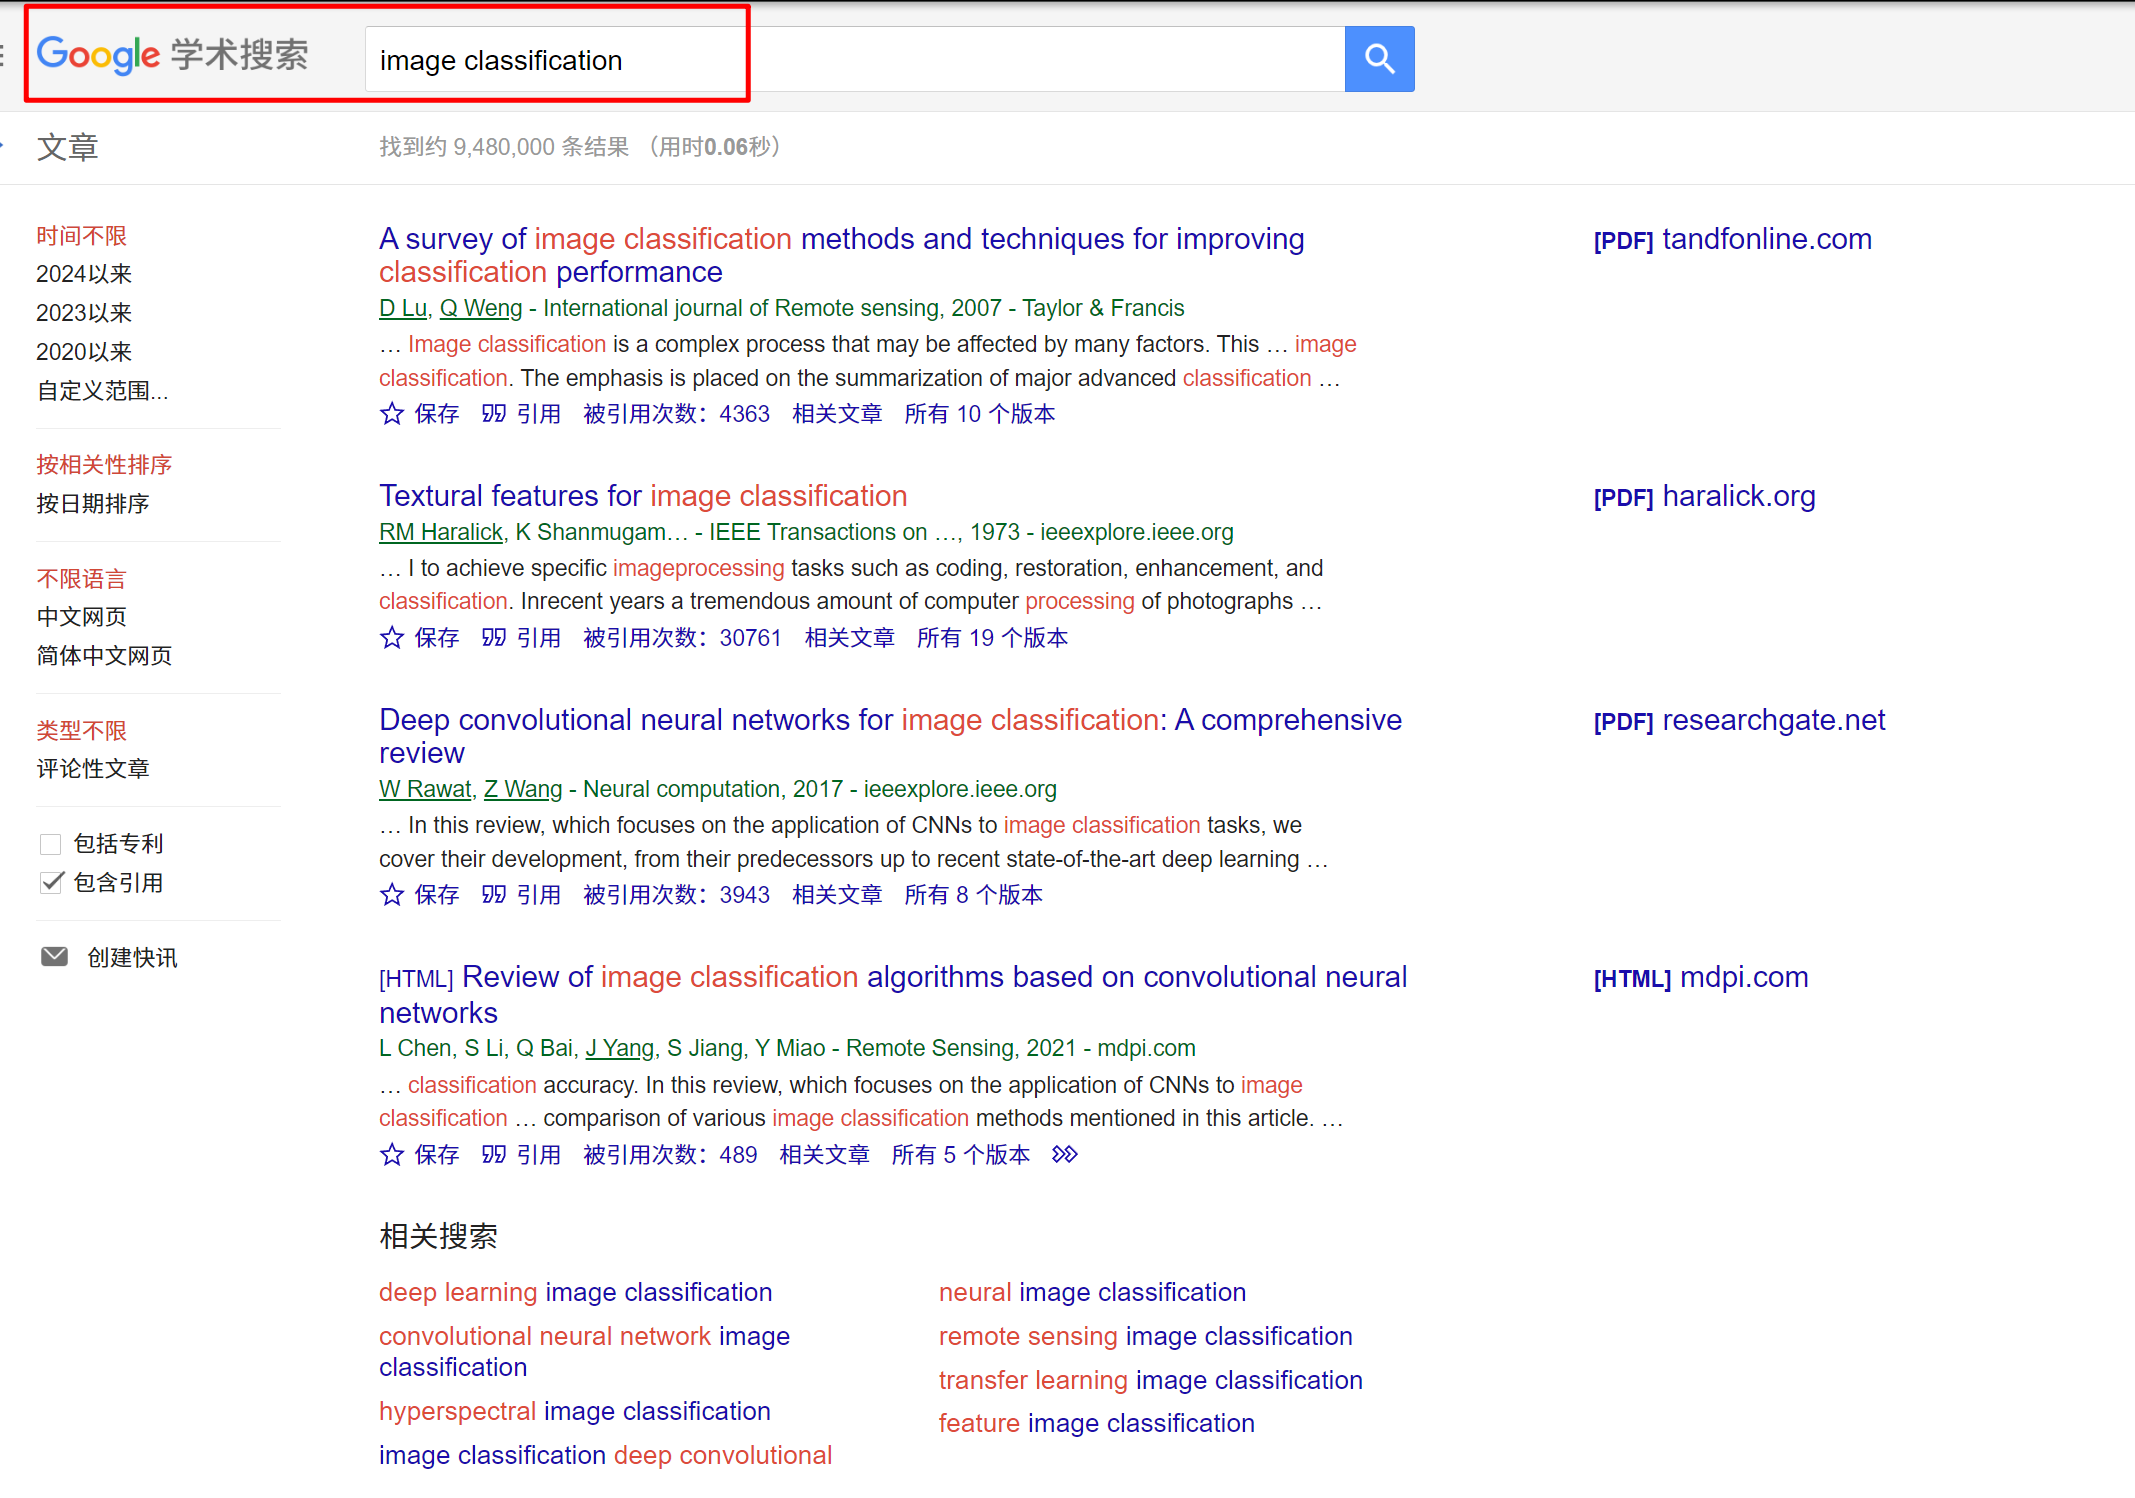 Google 学术搜索
image classification
文章
找到约 9,480,000 条结果 （用时0.06秒）
时间不限
2024以来
2023以来
2020以来
自定义范围...
按相关性排序
按日期排序
不限语言
中文网页
简体中文网页
类型不限
评论性文章
包括专利
包含引用
创建快讯
A survey of image classification methods and techniques for improving
classification performance
D Lu, Q Weng - International journal of Remote sensing, 2007 - Taylor & Francis
… Image classification is a complex process that may be affected by many factors. This … image
classification. The emphasis is placed on the summarization of major advanced classification …
保存 引用 被引用次数：4363 相关文章 所有 10 个版本
[PDF] tandfonline.com
Textural features for image classification
RM Haralick, K Shanmugam… - IEEE Transactions on …, 1973 - ieeexplore.ieee.org
… I to achieve specific imageprocessing tasks such as coding, restoration, enhancement, and
classification. Inrecent years a tremendous amount of computer processing of photographs …
保存 引用 被引用次数：30761 相关文章 所有 19 个版本
[PDF] haralick.org
Deep convolutional neural networks for image classification: A comprehensive
review
W Rawat, Z Wang - Neural computation, 2017 - ieeexplore.ieee.org
… In this review, which focuses on the application of CNNs to image classification tasks, we
cover their development, from their predecessors up to recent state-of-the-art deep learning …
保存 引用 被引用次数：3943 相关文章 所有 8 个版本
[PDF] researchgate.net
[HTML] Review of image classification algorithms based on convolutional neural
networks
L Chen, S Li, Q Bai, J Yang, S Jiang, Y Miao - Remote Sensing, 2021 - mdpi.com
… classification accuracy. In this review, which focuses on the application of CNNs to image
classification … comparison of various image classification methods mentioned in this article. …
保存 引用 被引用次数：489 相关文章 所有 5 个版本
[HTML] mdpi.com
相关搜索
deep learning image classification
convolutional neural network image
classification
hyperspectral image classification
image classification deep convolutional
neural image classification
remote sensing image classification
transfer learning image classification
feature image classification